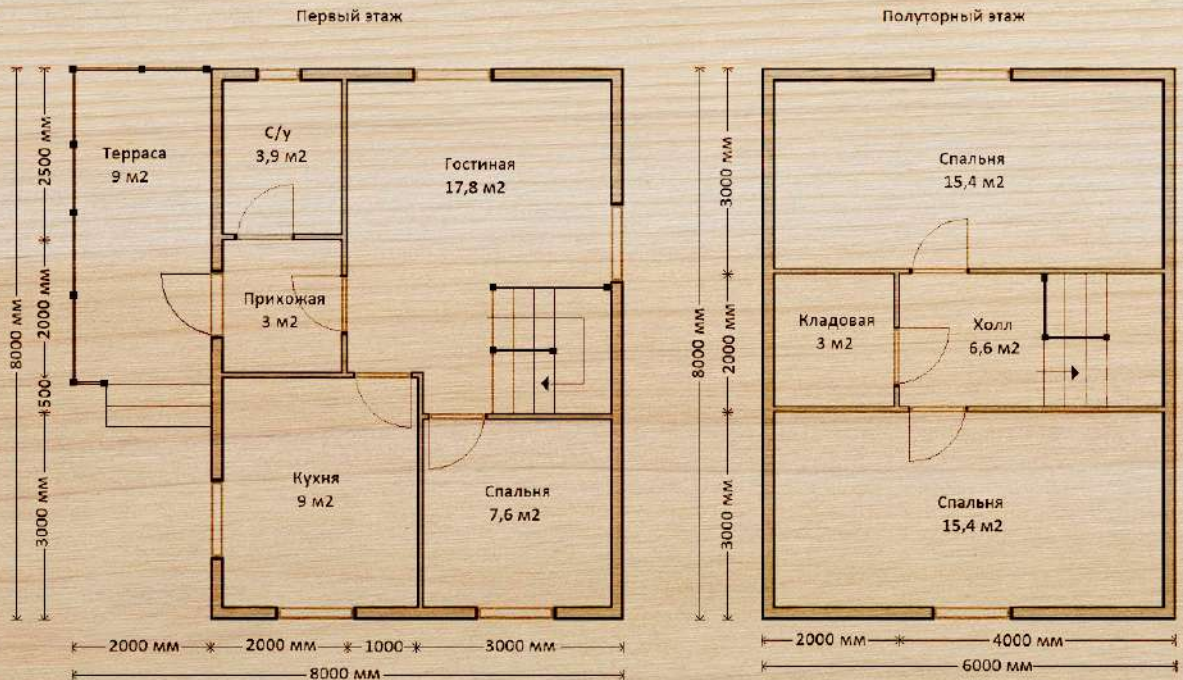 Первый этаж
Полуторный этаж
Терраса
9 м2
С/у
3,9 м2
Гостиная
17,8 м2
Прихожая
3 м2
Кухня
9 м2
Спальня
7,6 м2
8000 мм
2500 мм
2000 мм
500
3000 мм
2000 мм
2000 мм
1000
3000 мм
8000 мм
Спальня
15,4 м2
Кладовая
3 м2
Холл
6,6 м2
Спальня
15,4 м2
8000 мм
3000 мм
2000 мм
3000 мм
2000 мм
4000 мм
6000 мм